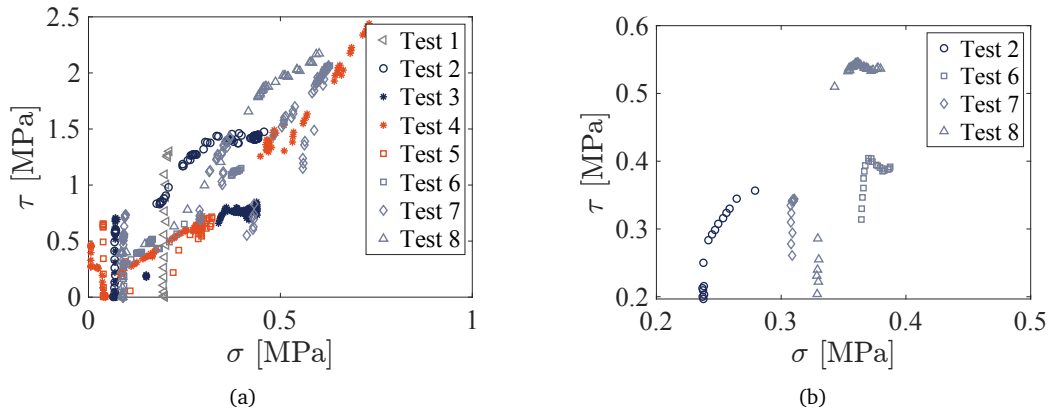 2.5
2
1.5
1
0.5
0
τ [MPa]
0
0.5
1
σ [MPa]
Test 1
Test 2
Test 3
Test 4
Test 5
Test 6
Test 7
Test 8
(a)
0.6
0.5
0.4
0.3
0.2
τ [MPa]
0.2
0.3
0.4
0.5
σ [MPa]
Test 2
Test 6
Test 7
Test 8
(b)